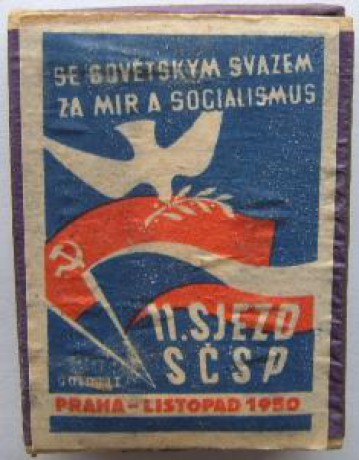 SE SOVĚTSKÝM SVAZEM
ZA MÍR A SOCIALISMUS
II. SJEZD
SČSP
PRAHA - LISTOPAD 1950